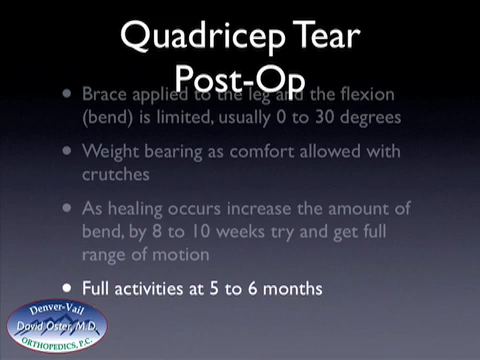 Quadricep Tear
Post-Op
Brace applied to the leg and the flexion
(bend) is limited, usually 0 to 30 degrees
Weight bearing as comfort allowed with
crutches
As healing occurs increase the amount of
bend, by 8 to 10 weeks try and get full
range of motion
Full activities at 5 to 6 months
Denver-Vail
David Oster, M.D.
ORTHOPEDICS, P.C.